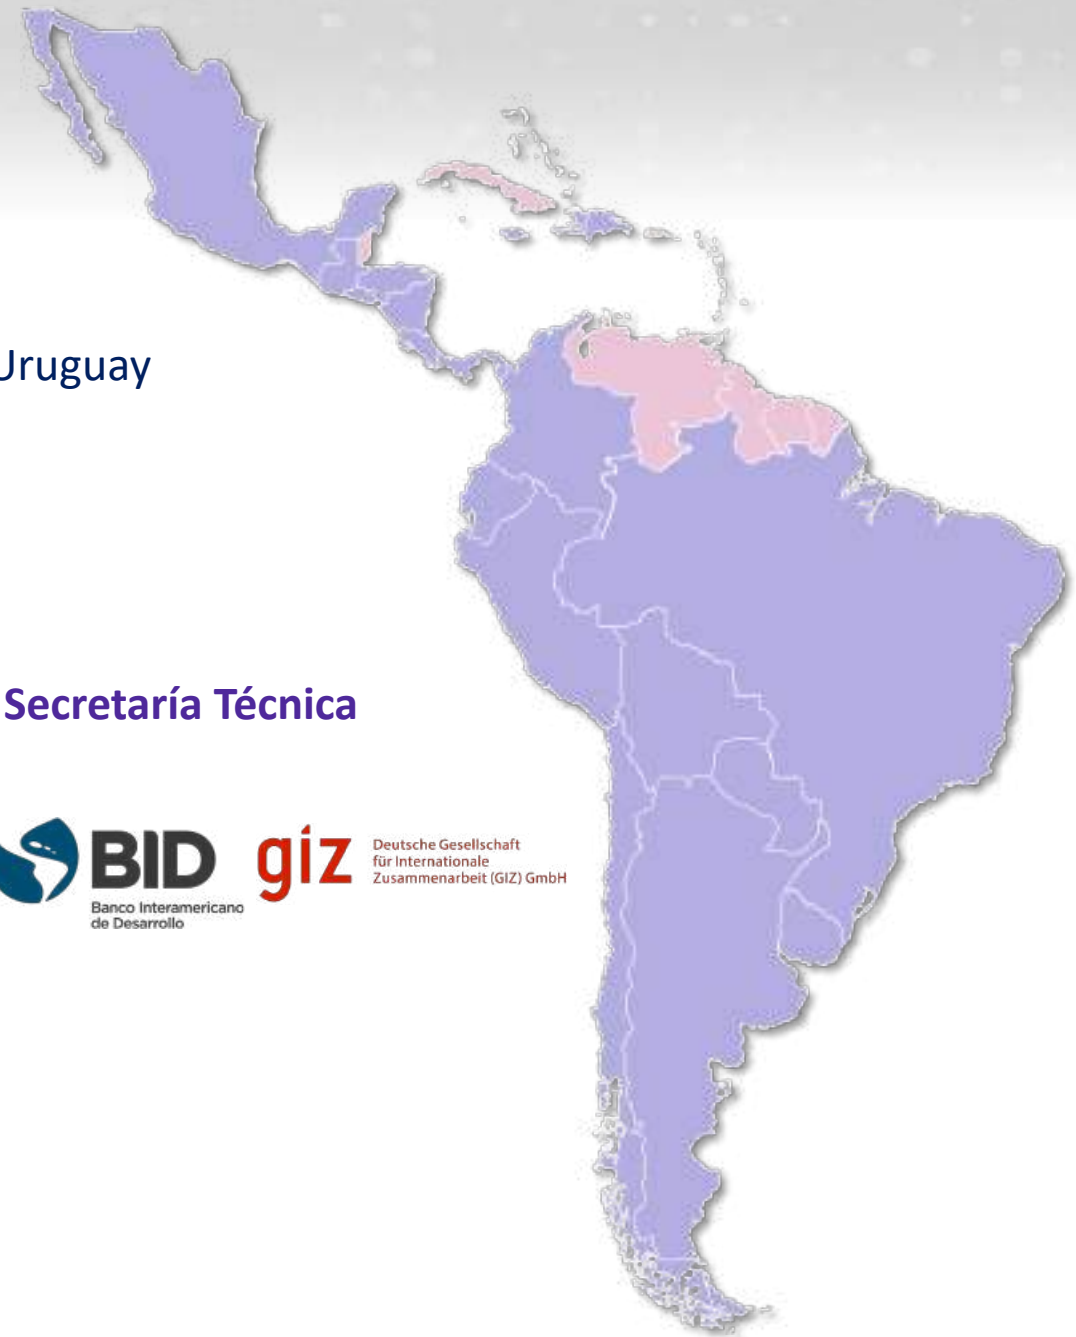 Uruguay
Secretaría Técnica
BID
Banco Interamericano
de Desarrollo
giz
Deutsche Gesellschaft
für Internationale
Zusammenarbeit (GIZ) GmbH